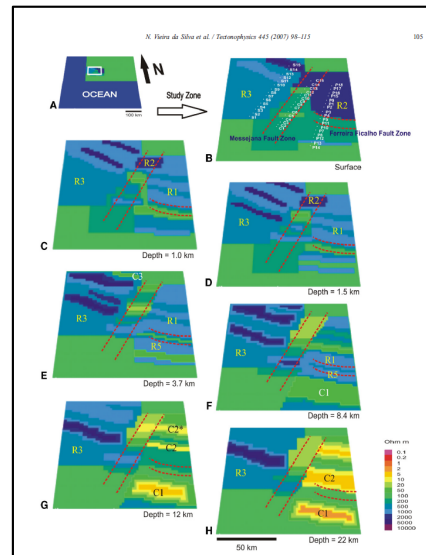 N. Vieira da Silva et al. / Tectonophysics 445 (2007) 98–115
105
N
OCEAN
A
100 km
Study Zone
R3
R2
Messejana Fault Zone
Ferreira Ficalho Fault Zone
B
Surface
R2
R3
R1
C
Depth = 1.0 km
R2
R3
R1
D
Depth = 1.5 km
C3
R3
R1
R5
E
Depth = 3.7 km
R3
R1
R5
C1
F
Depth = 8.4 km
C2*
C2
R3
C1
G
Depth = 12 km
R3
C2
C1
H
Depth = 22 km
50 km
Ohm m
0.1
0.2
1
2
5
10
20
50
100
200
500
1000
2000
5000
10000